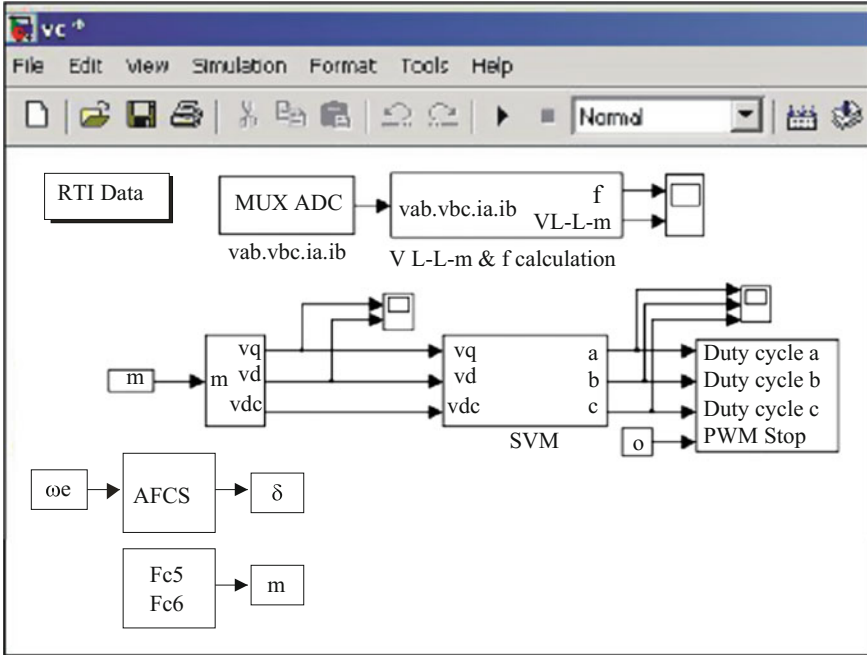 vc *
File Edit View Simulation Format Tools Help
Normal
RTI Data
MUX ADC
vab.vbc.ia.ib
vab.vbc.ia.ib
f
VL-L-m
V L-L-m & f calculation
m
m
vq
vd
vdc
vq
vd
vdc
a
b
c
SVM
o
Duty cycle a
Duty cycle b
Duty cycle c
PWM Stop
ωe
AFCS
δ
Fc5
Fc6
m